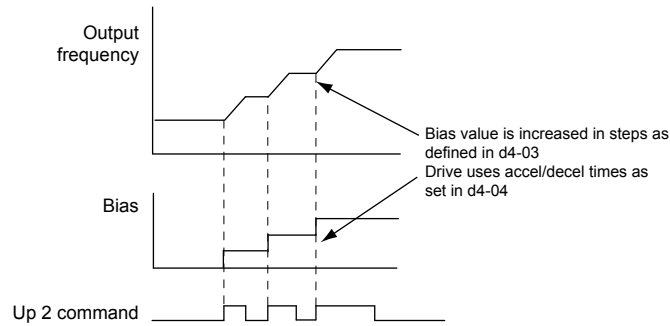 Output
frequency
Bias value is increased in steps as
defined in d4-03
Drive uses accel/decel times as
set in d4-04
Bias
Up 2 command